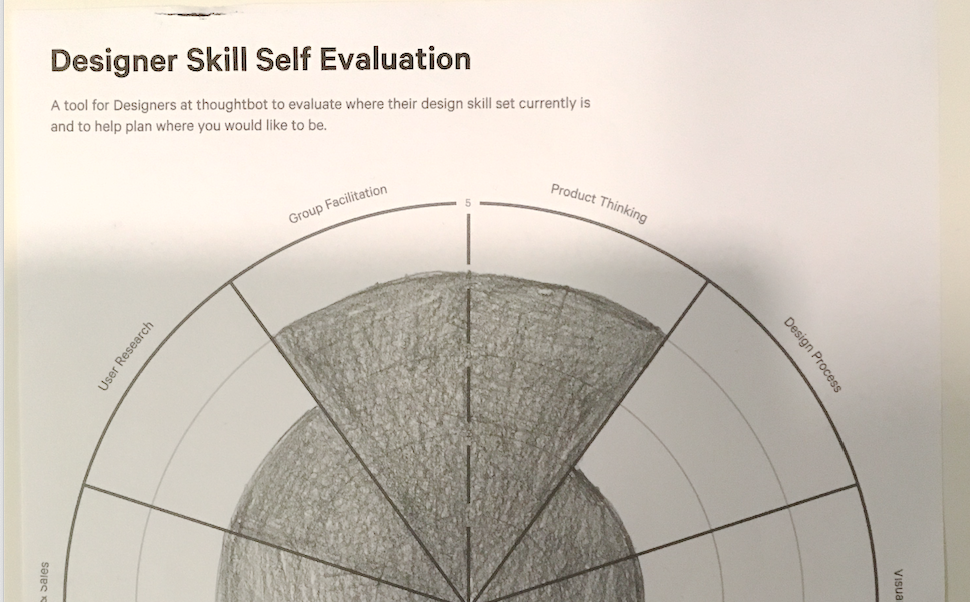 Designer Skill Self Evaluation
A tool for Designers at thoughtbot to evaluate where their design skill set currently is
and to help plan where you would like to be.
Group Facilitation
5
Product Thinking
User Research
Design Process
Sales